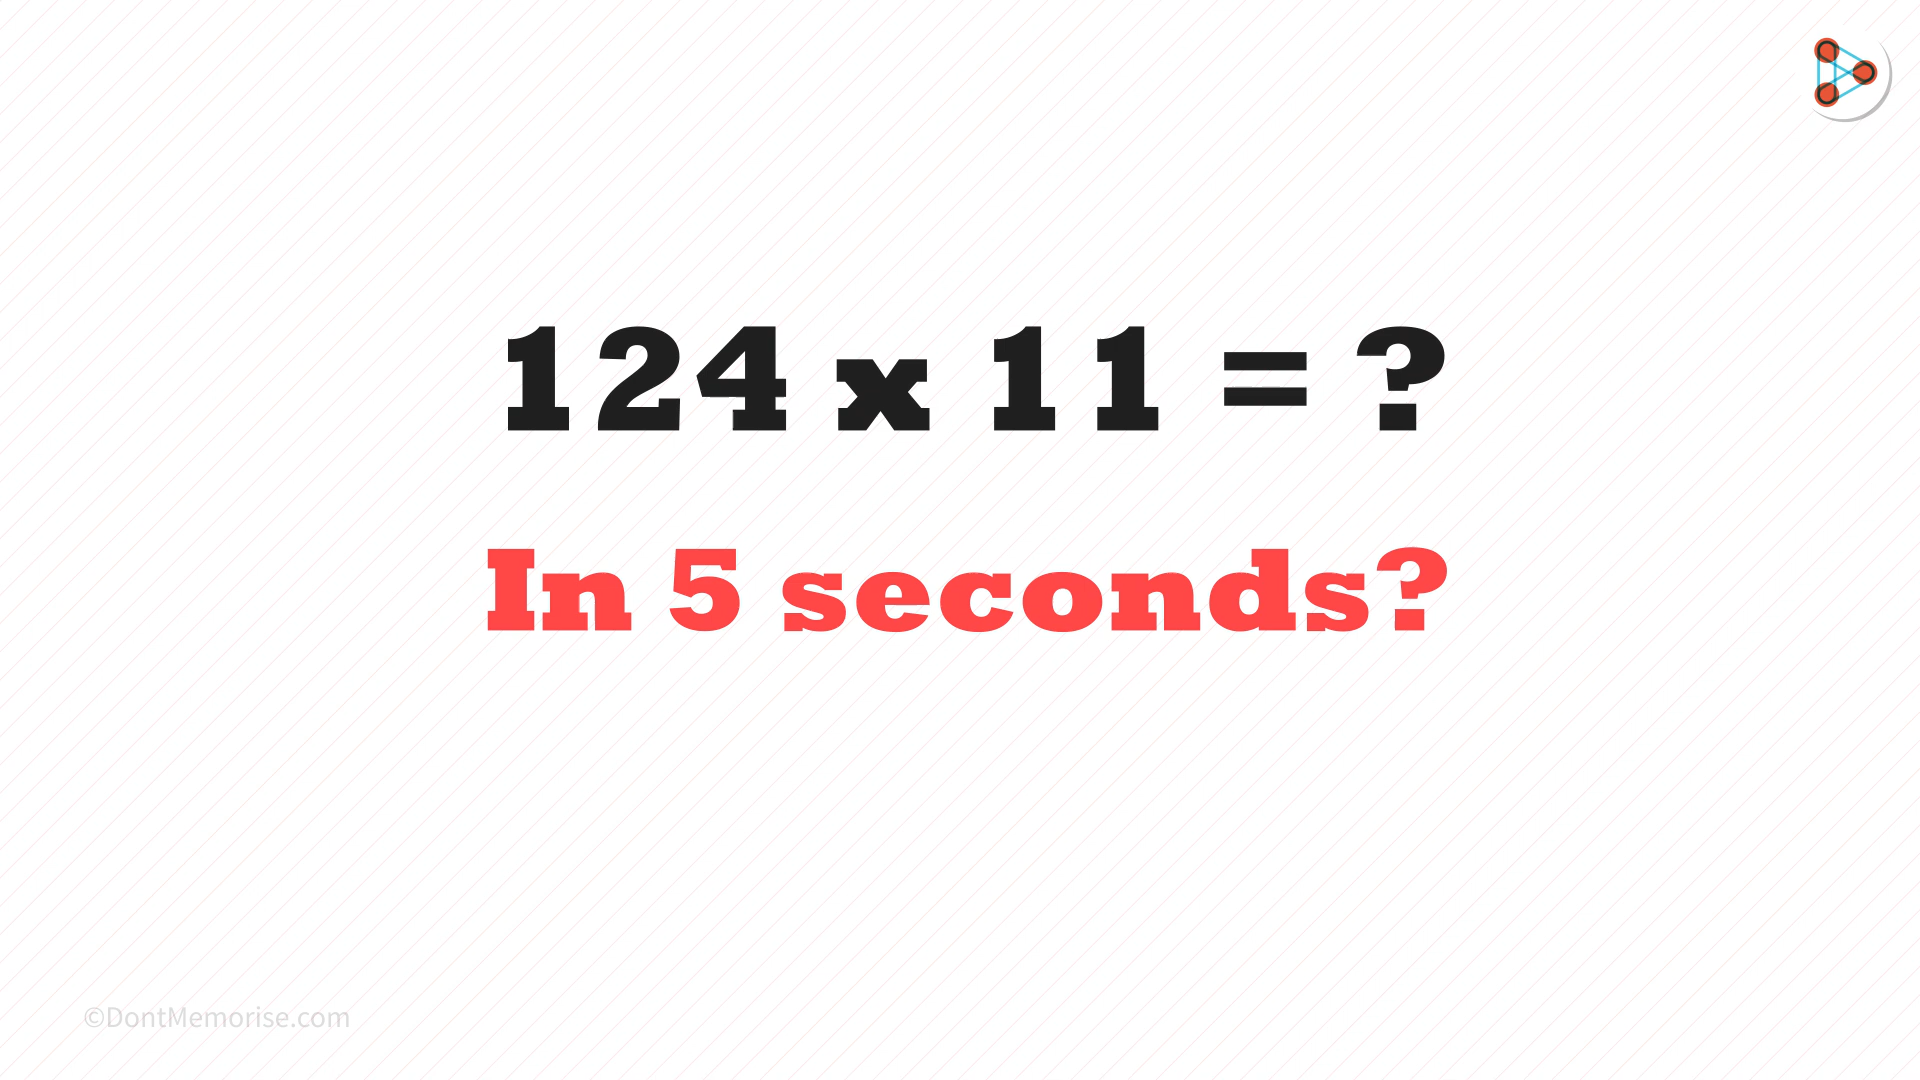 124 x 11 = ?
In 5 seconds?
©DontMemorise.com